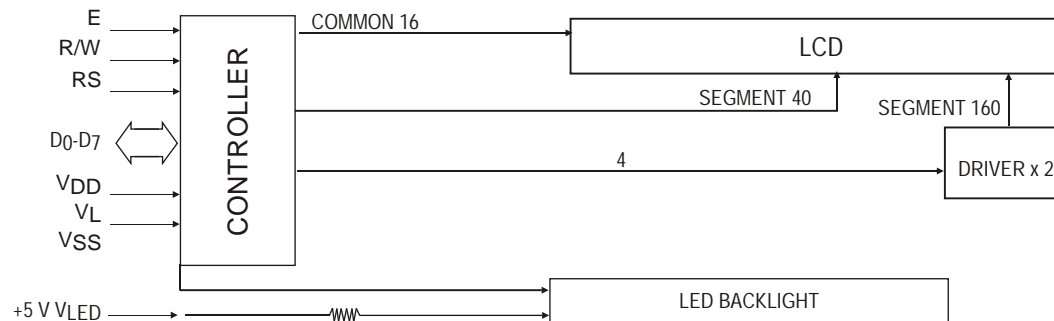 E
R/W
RS
D0-D7
VDD
VL
VSS
+5 V VLED
CONTROLLER
COMMON 16
LCD
SEGMENT 40
SEGMENT 160
4
DRIVER x 2
LED BACKLIGHT